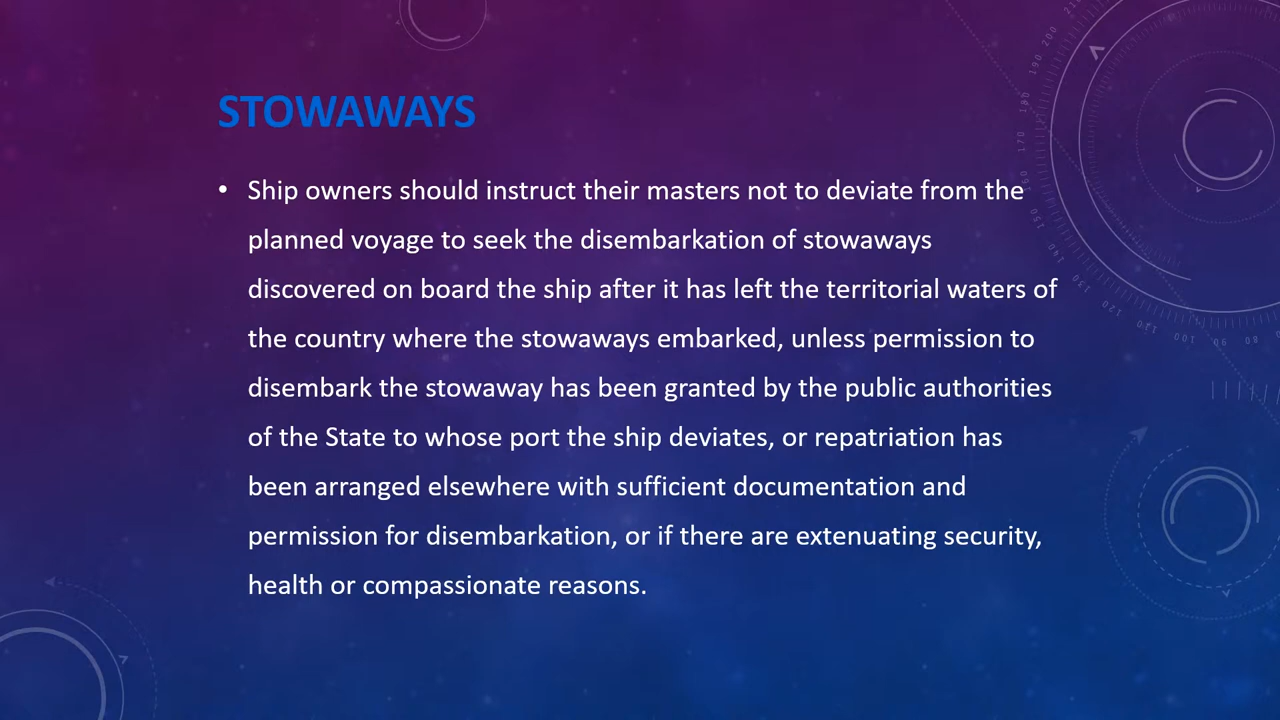 STOWAWAYS
• Ship owners should instruct their masters not to deviate from the
planned voyage to seek the disembarkation of stowaways
discovered on board the ship after it has left the territorial waters of
the country where the stowaways embarked, unless permission to
disembark the stowaway has been granted by the public authorities
of the State to whose port the ship deviates, or repatriation has
been arranged elsewhere with sufficient documentation and
permission for disembarkation, or if there are extenuating security,
health or compassionate reasons.